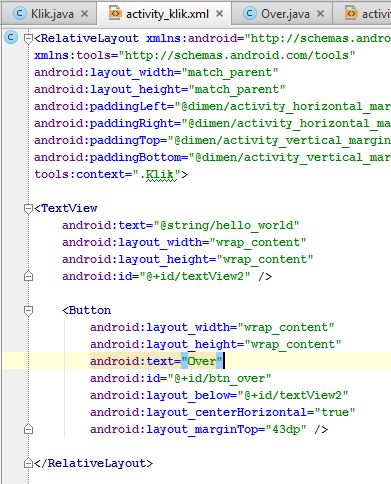 Klik.java activity_klik.xml Over.java activ
<RelativeLayout xmlns:android="http://schemas.andro
xmlns:tools="http://schemas.android.com/tools"
android:layout_width="match_parent"
android:layout_height="match_parent"
android:paddingLeft="@dimen/activity_horizontal_mar
android:paddingRight="@dimen/activity_horizontal_ma
android:paddingTop="@dimen/activity_vertical_margin
android:paddingBottom="@dimen/activity_vertical_mar
tools:context=".Klik">
<TextView
android:text="@string/hello_world"
android:layout_width="wrap_content"
android:layout_height="wrap_content"
android:id="@+id/textView2" />
<Button
android:layout_width="wrap_content"
android:layout_height="wrap_content"
android:text="Over"
android:id="@+id/btn_over"
android:layout_below="@+id/textView2"
android:layout_centerHorizontal="true"
android:layout_marginTop="43dp" />
</RelativeLayout>